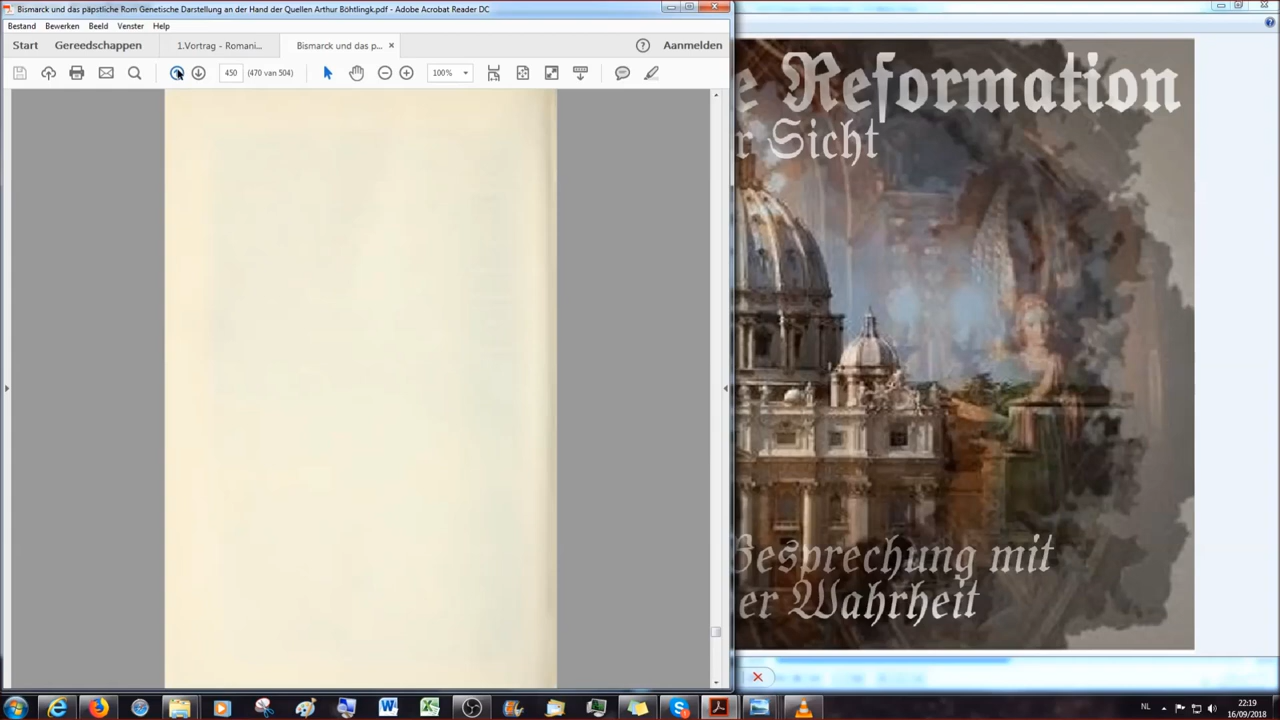 Bismarck und das päpstliche Rom Genetische Darstellung an der Hand der Quellen Arthur Böhtlingk.pdf - Adobe Acrobat Reader DC
Bestand Bewerken Beeld Venster Help
Start Gereedschappen 1.Vortrag - Romani... Bismarck und das p... × Aanmelden
450 (470 van 504) 100%
e Reformation
r Sicht
Besprechung mit
er Wahrheit
NL 22:19
16/09/2018